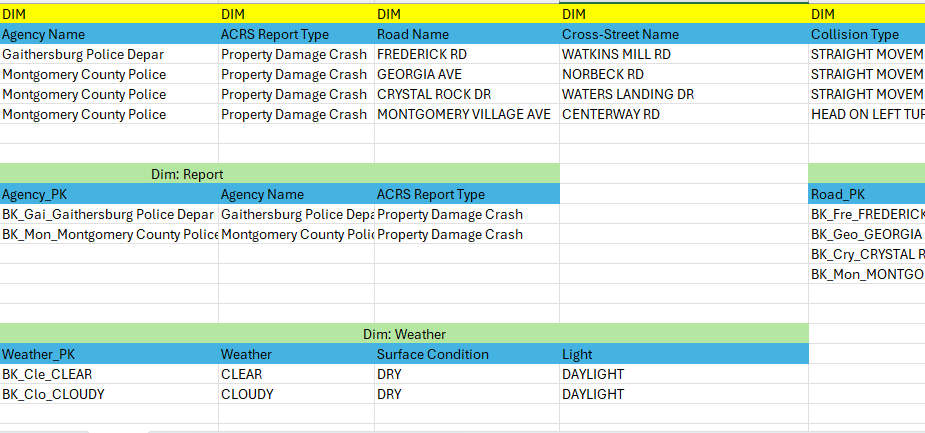 DIM DIM DIM DIM DIM
Agency Name ACRS Report Type Road Name Cross-Street Name Collision Type
Gaithersburg Police Depar Property Damage Crash FREDERICK RD WATKINS MILL RD STRAIGHT MOVEM
Montgomery County Police Property Damage Crash GEORGIA AVE NORBECK RD STRAIGHT MOVEM
Montgomery County Police Property Damage Crash CRYSTAL ROCK DR WATERS LANDING DR STRAIGHT MOVEM
Montgomery County Police Property Damage Crash MONTGOMERY VILLAGE AVE CENTERWAY RD HEAD ON LEFT TUR
Dim: Report
Agency_PK Agency Name ACRS Report Type Road_PK
BK_Gai_Gaithersburg Police Depar Gaithersburg Police Depa Property Damage Crash BK_Fre_FREDERICK
BK_Mon_Montgomery County Police Montgomery County Polic Property Damage Crash BK_Geo_GEORGIA
BK_Cry_CRYSTAL R
BK_Mon_MONTGO
Dim: Weather
Weather_PK Weather Surface Condition Light
BK_Cle_CLEAR CLEAR DRY DAYLIGHT
BK_Clo_CLOUDY CLOUDY DRY DAYLIGHT